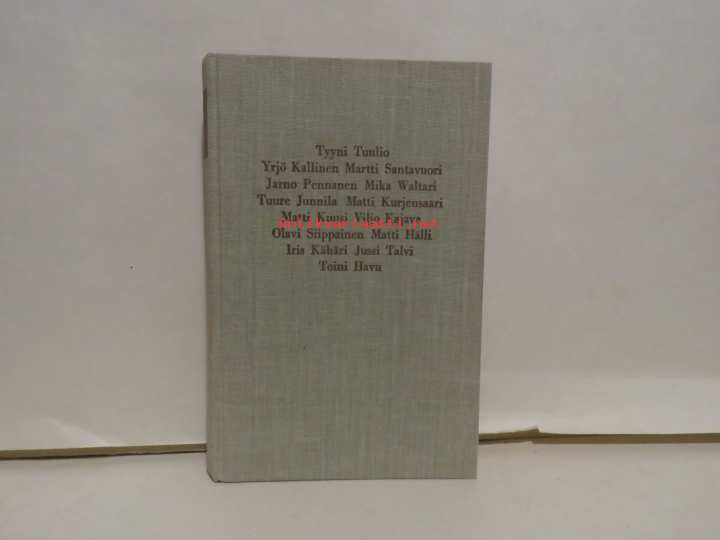 Tyyni Tuulio
Yrjö Kallinen Martti Santavuori
Jarno Pennanen Mika Waltari
Tuure Junnila Matti Kurjensaari
Matti Kuusi Viljo Kajava
Olavi Siippainen Matti Hälli
Iris Kähäri Jussi Talvi
Toini Havu